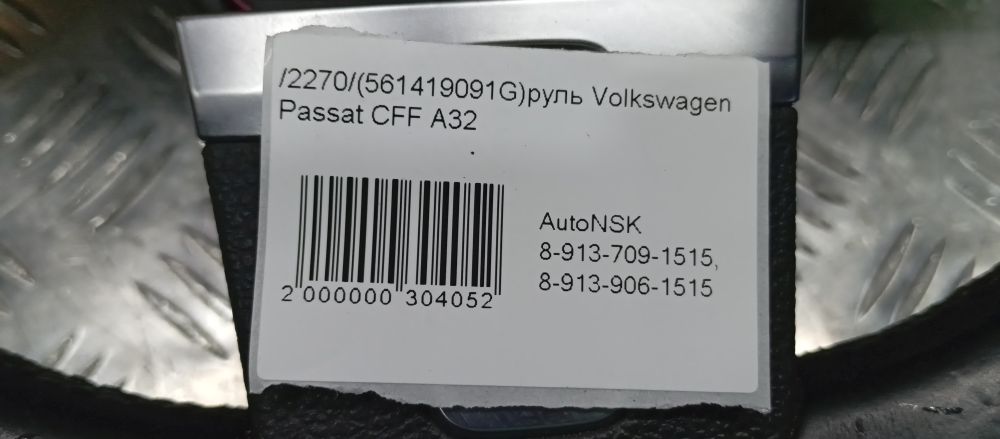 /2270/(561419091G)руль Volkswagen
Passat CFF A32
AutoNSK
8-913-709-1515,
8-913-906-1515
2 000000 304052